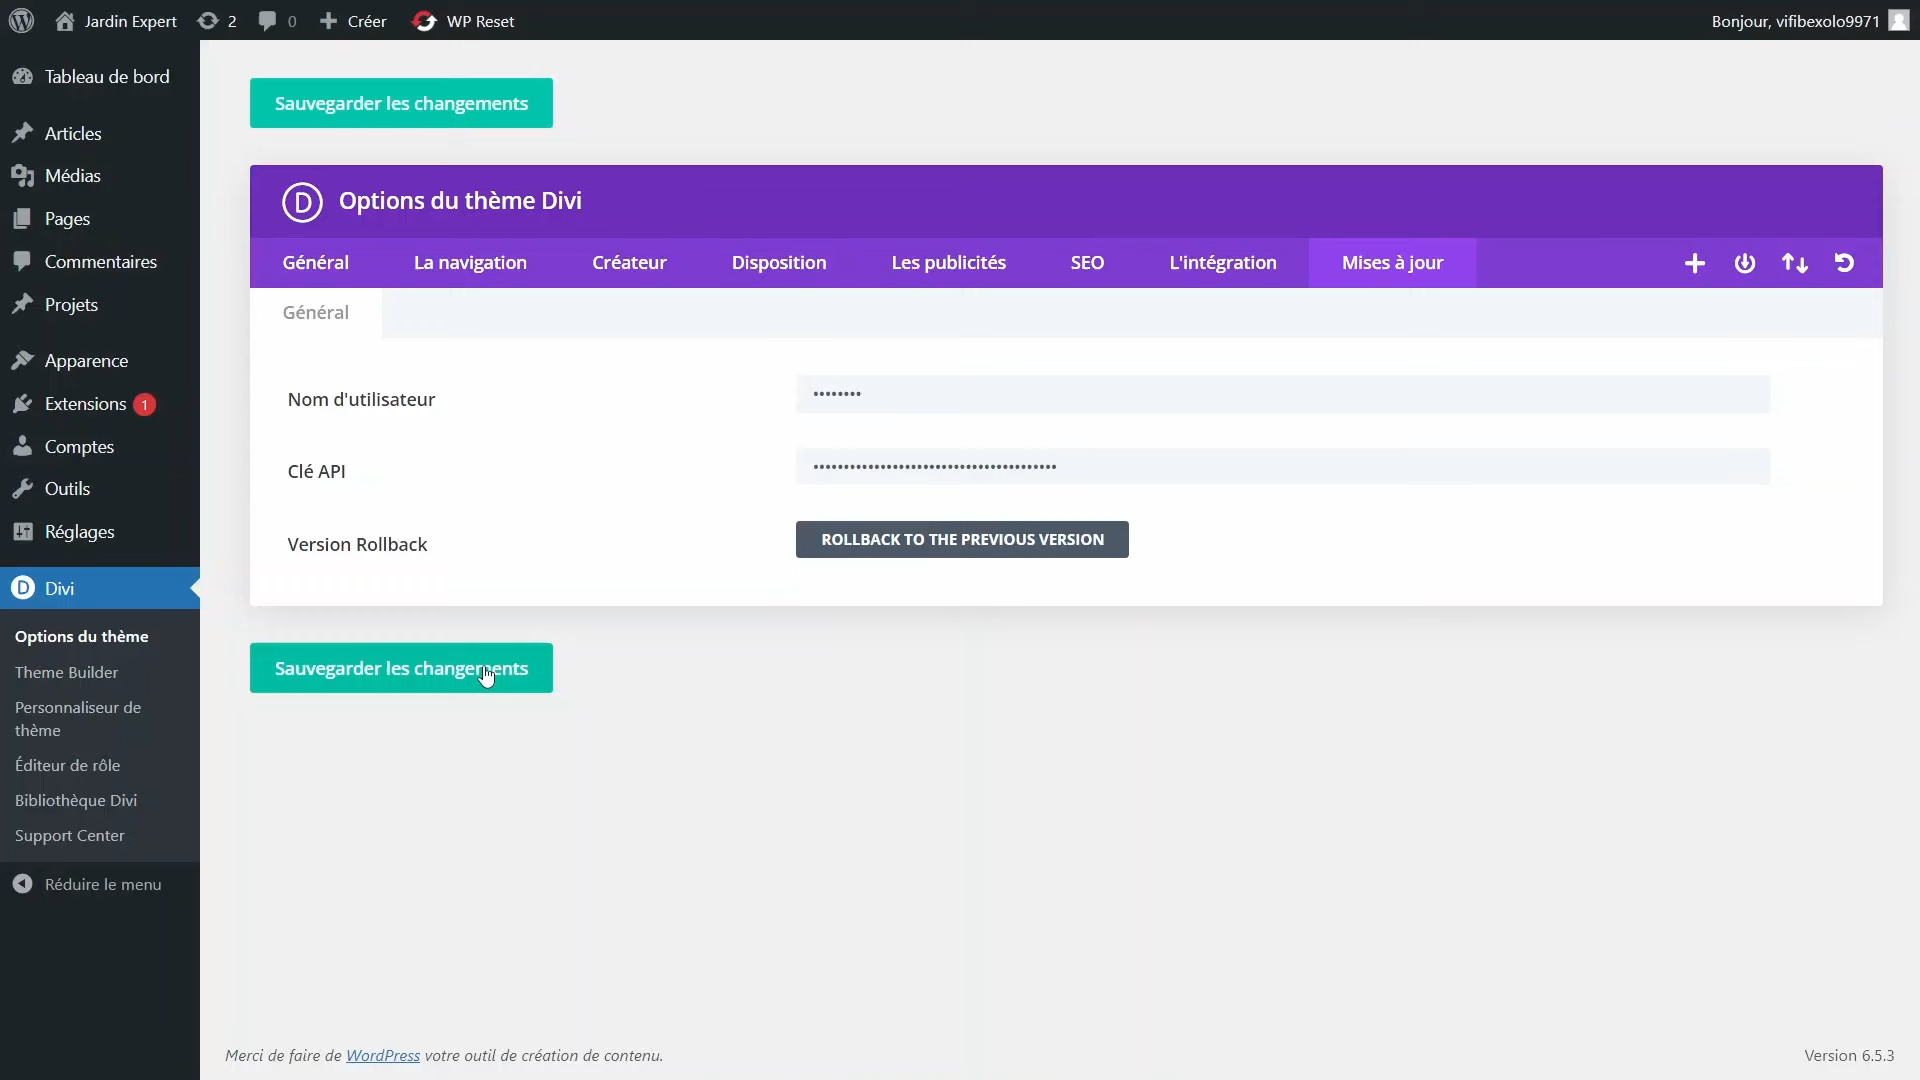 Jardin Expert
2
0
Créer
WP Reset
Bonjour, vifibexolo9971
Tableau de bord
Articles
Médias
Pages
Commentaires
Projets
Apparence
Extensions 1
Comptes
Outils
Réglages
Divi
Options du thème
Theme Builder
Personnaliseur de
thème
Éditeur de rôle
Bibliothèque Divi
Support Center
Réduire le menu
Sauvegarder les changements
D Options du thème Divi
Général La navigation Créateur Disposition Les publicités SEO L'intégration Mises à jour
Général
Nom d'utilisateur ••••••••
Clé API ••••••••••••••••••••••••••••••••••••••••
Version Rollback ROLLBACK TO THE PREVIOUS VERSION
Sauvegarder les changements
Merci de faire de WordPress votre outil de création de contenu.
Version 6.5.3